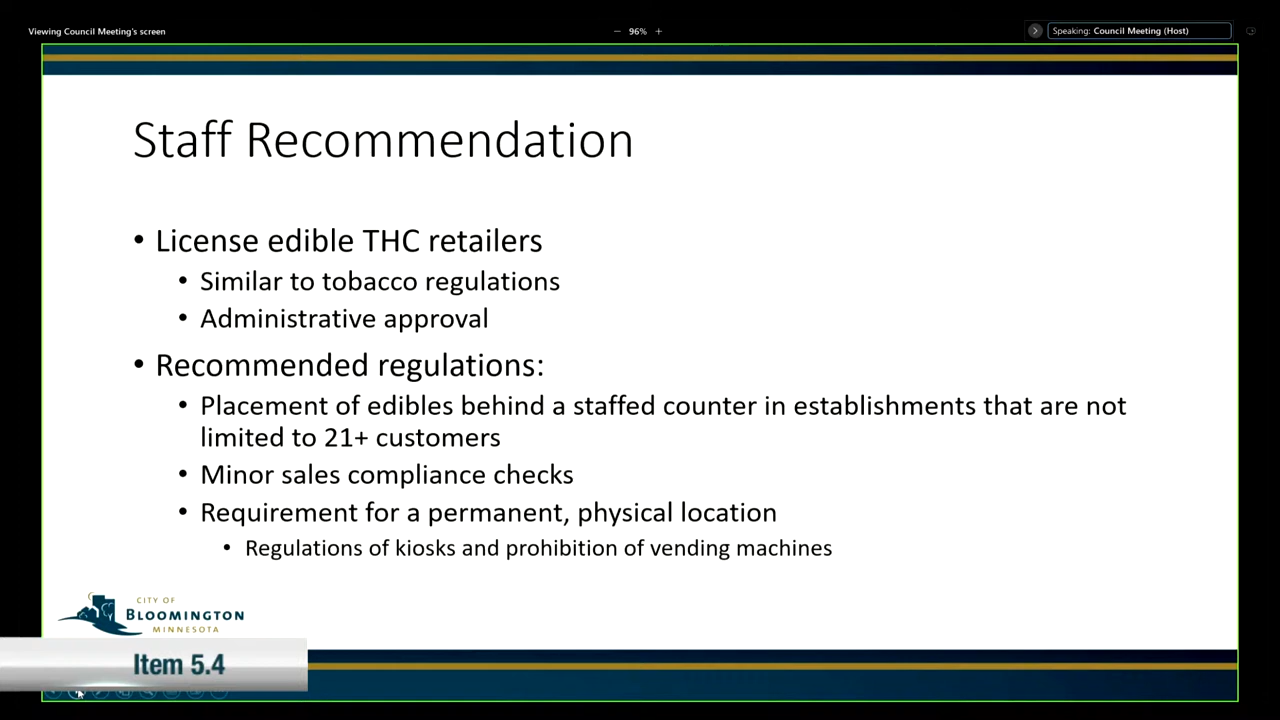 Viewing Council Meeting's screen
− 96% +
Speaking: Council Meeting (Host)
Staff Recommendation
• License edible THC retailers
• Similar to tobacco regulations
• Administrative approval
• Recommended regulations:
• Placement of edibles behind a staffed counter in establishments that are not
limited to 21+ customers
• Minor sales compliance checks
• Requirement for a permanent, physical location
• Regulations of kiosks and prohibition of vending machines
CITY OF
BLOOMINGTON
MINNESOTA
Item 5.4